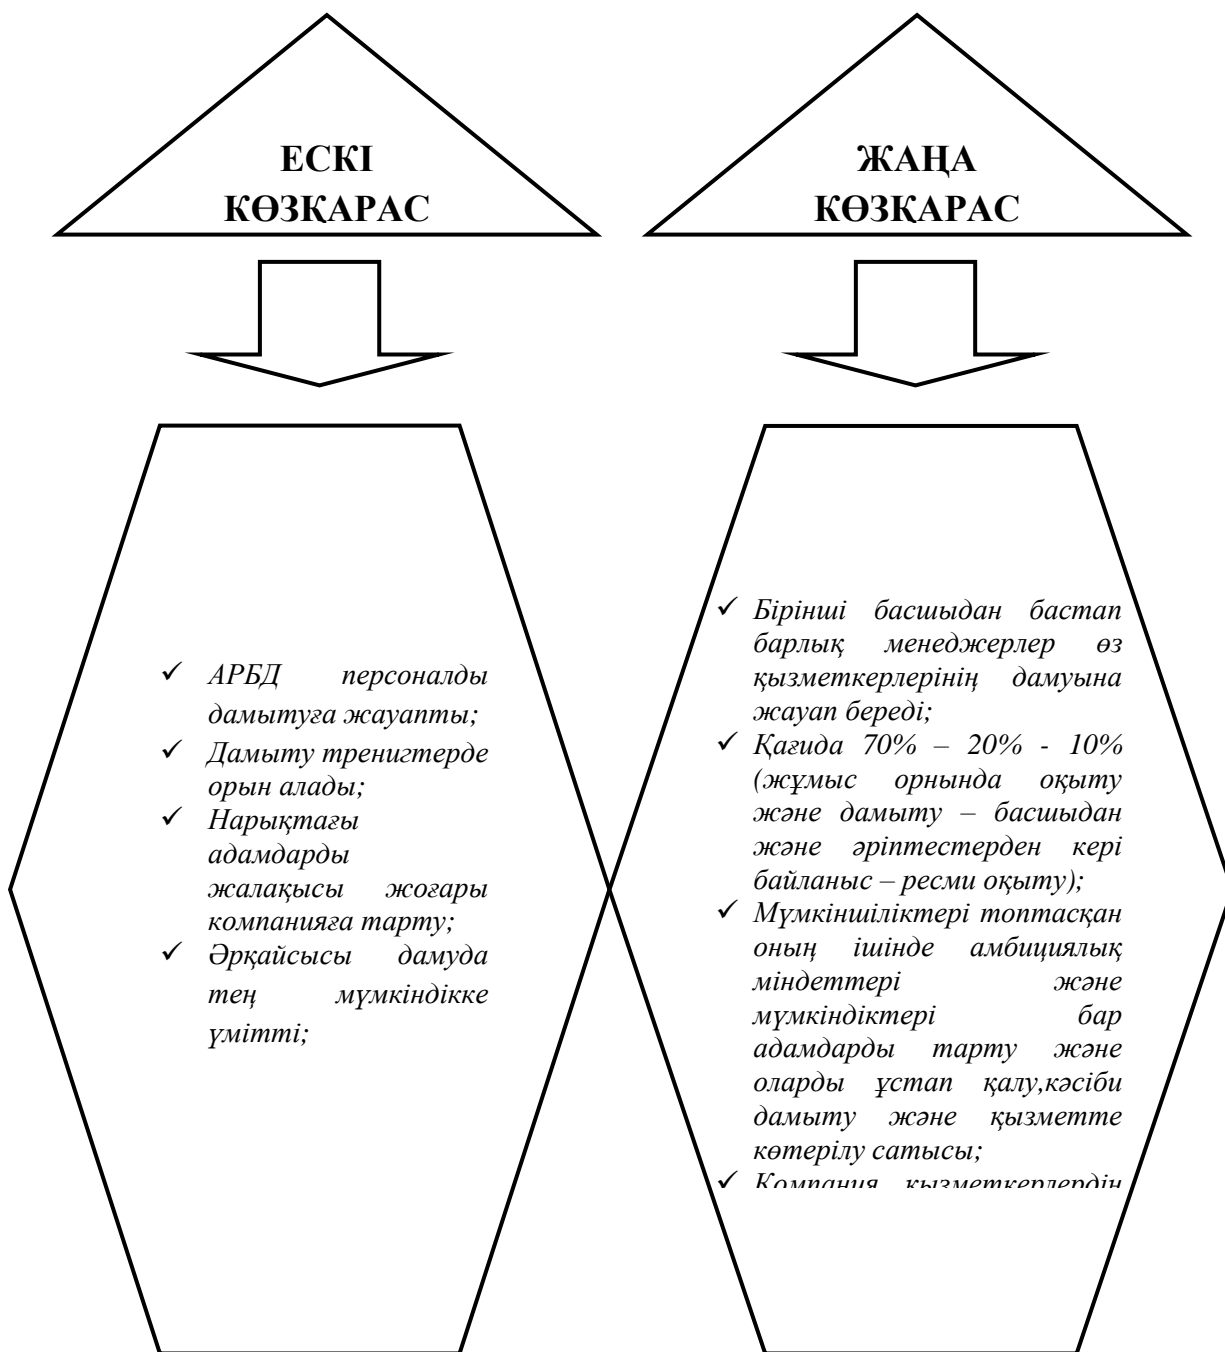 ЕСКІ
КӨЗҚАРАС
ЖАҢА
КӨЗҚАРАС
✓ АРБД персоналды
дамытуға жауапты;
✓ Дамыту тренигтерде
орын алады;
✓ Нарықтағы
адамдарды
жалақысы жоғары
компанияға тарту;
✓ Әрқайсысы дамуда
тең мүмкіндікке
үмітті;
✓ Бірінші басшыдан бастап
барлық менеджерлер өз
қызметкерлерінің дамуына
жауап береді;
✓ Қағида 70% – 20% - 10%
(жұмыс орнында оқыту
және дамыту – басшыдан
және әріптестерден кері
байланыс – ресми оқыту);
✓ Мүмкіншіліктері топтасқан
оның ішінде амбициялық
міндеттері және
мүмкіндіктері бар
адамдарды тарту және
оларды ұстап қалу,кәсіби
дамыту және қызметте
көтерілу сатысы;
✓ Компания қызметкерлердің